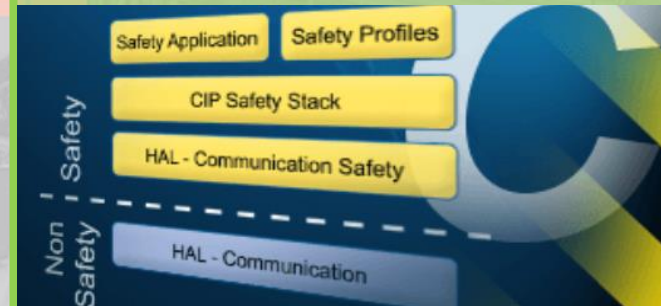 Safety Application
Safety Profiles
CIP Safety Stack
HAL - Communication Safety
Safety
HAL - Communication
Non
Safety
C